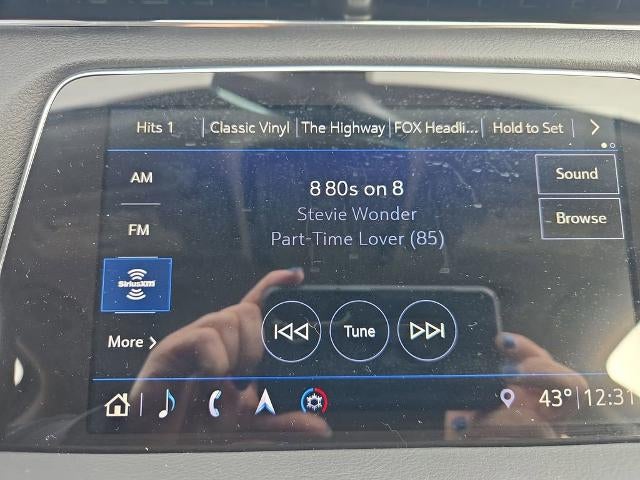 Hits 1 Classic Vinyl The Highway FOX Headli... Hold to Set
AM
FM
SiriusXM
More
8 80s on 8
Stevie Wonder
Part-Time Lover (85)
Sound
Browse
Tune
43° 12:31